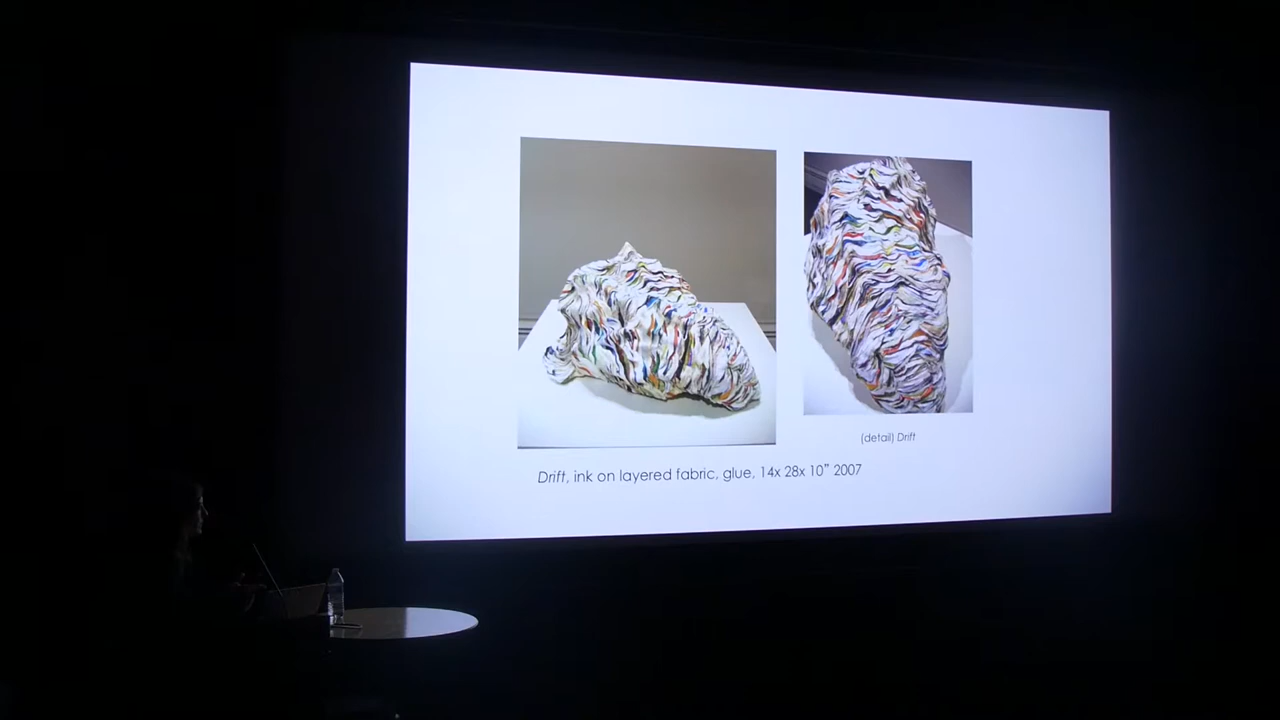 (detail) Drift
Drift, ink on layered fabric, glue, 14x 28x 10” 2007